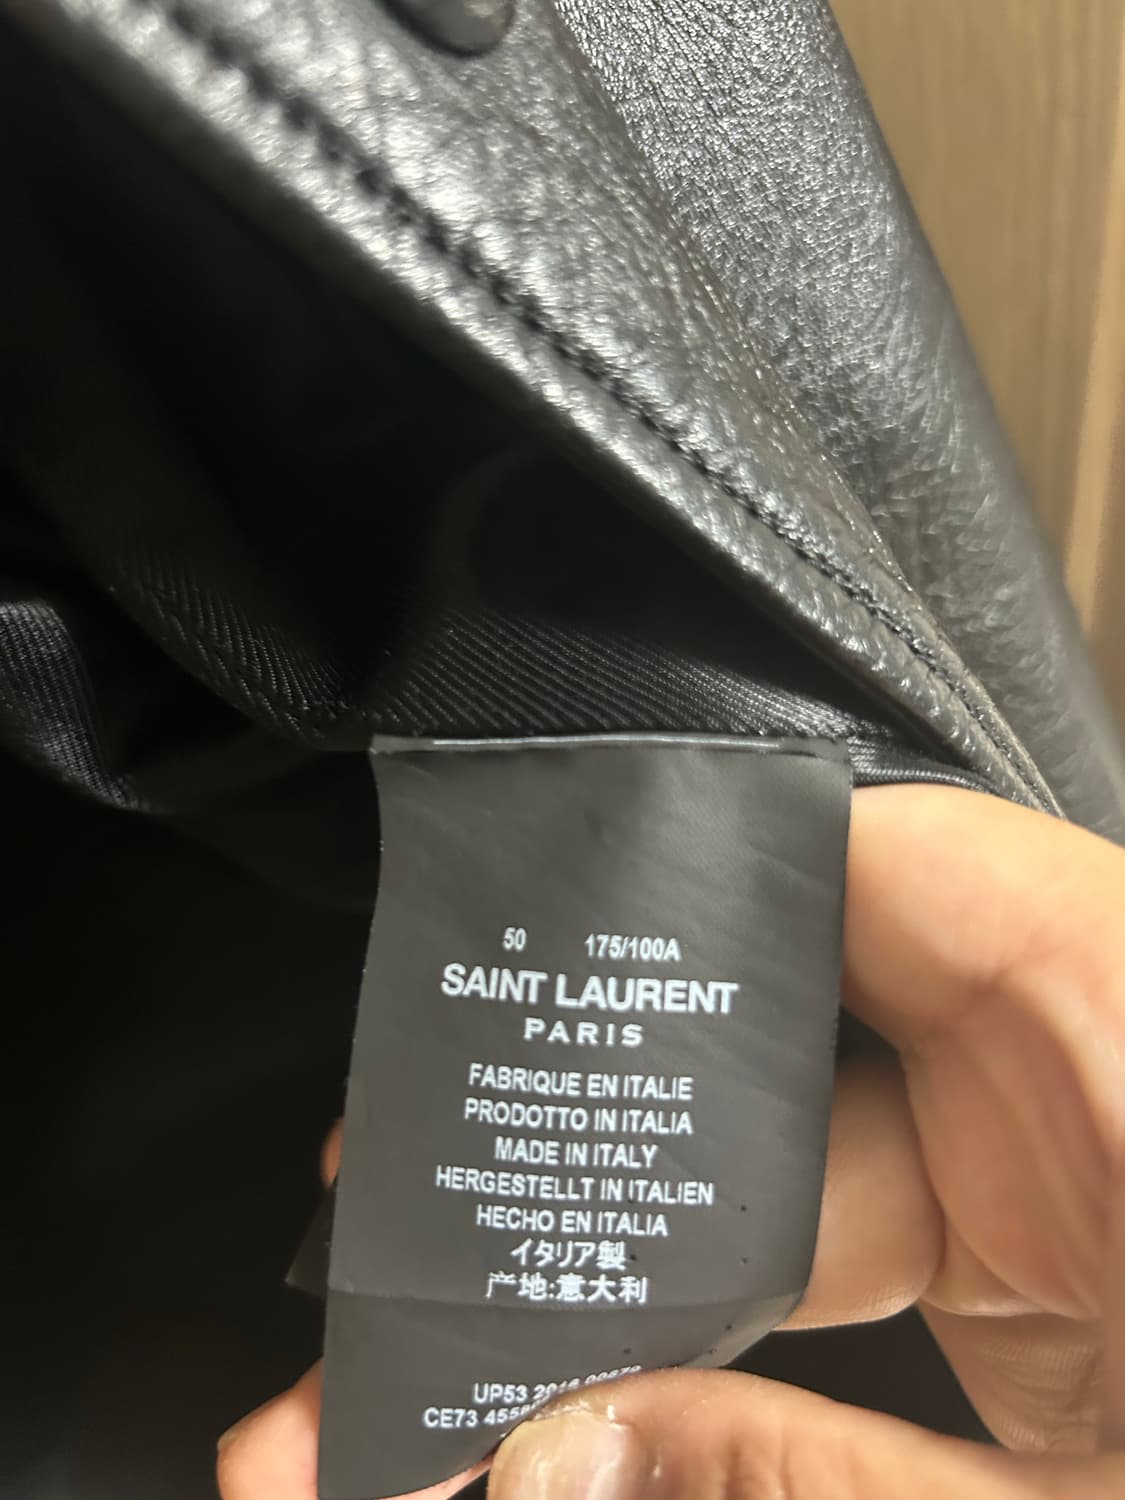 50 175/100A
SAINT LAURENT
PARIS
FABRIQUE EN ITALIE
PRODOTTO IN ITALIA
MADE IN ITALY
HERGESTELLT IN ITALIEN
HECHO EN ITALIA
イタリア製
产地:意大利
UP53
CE73